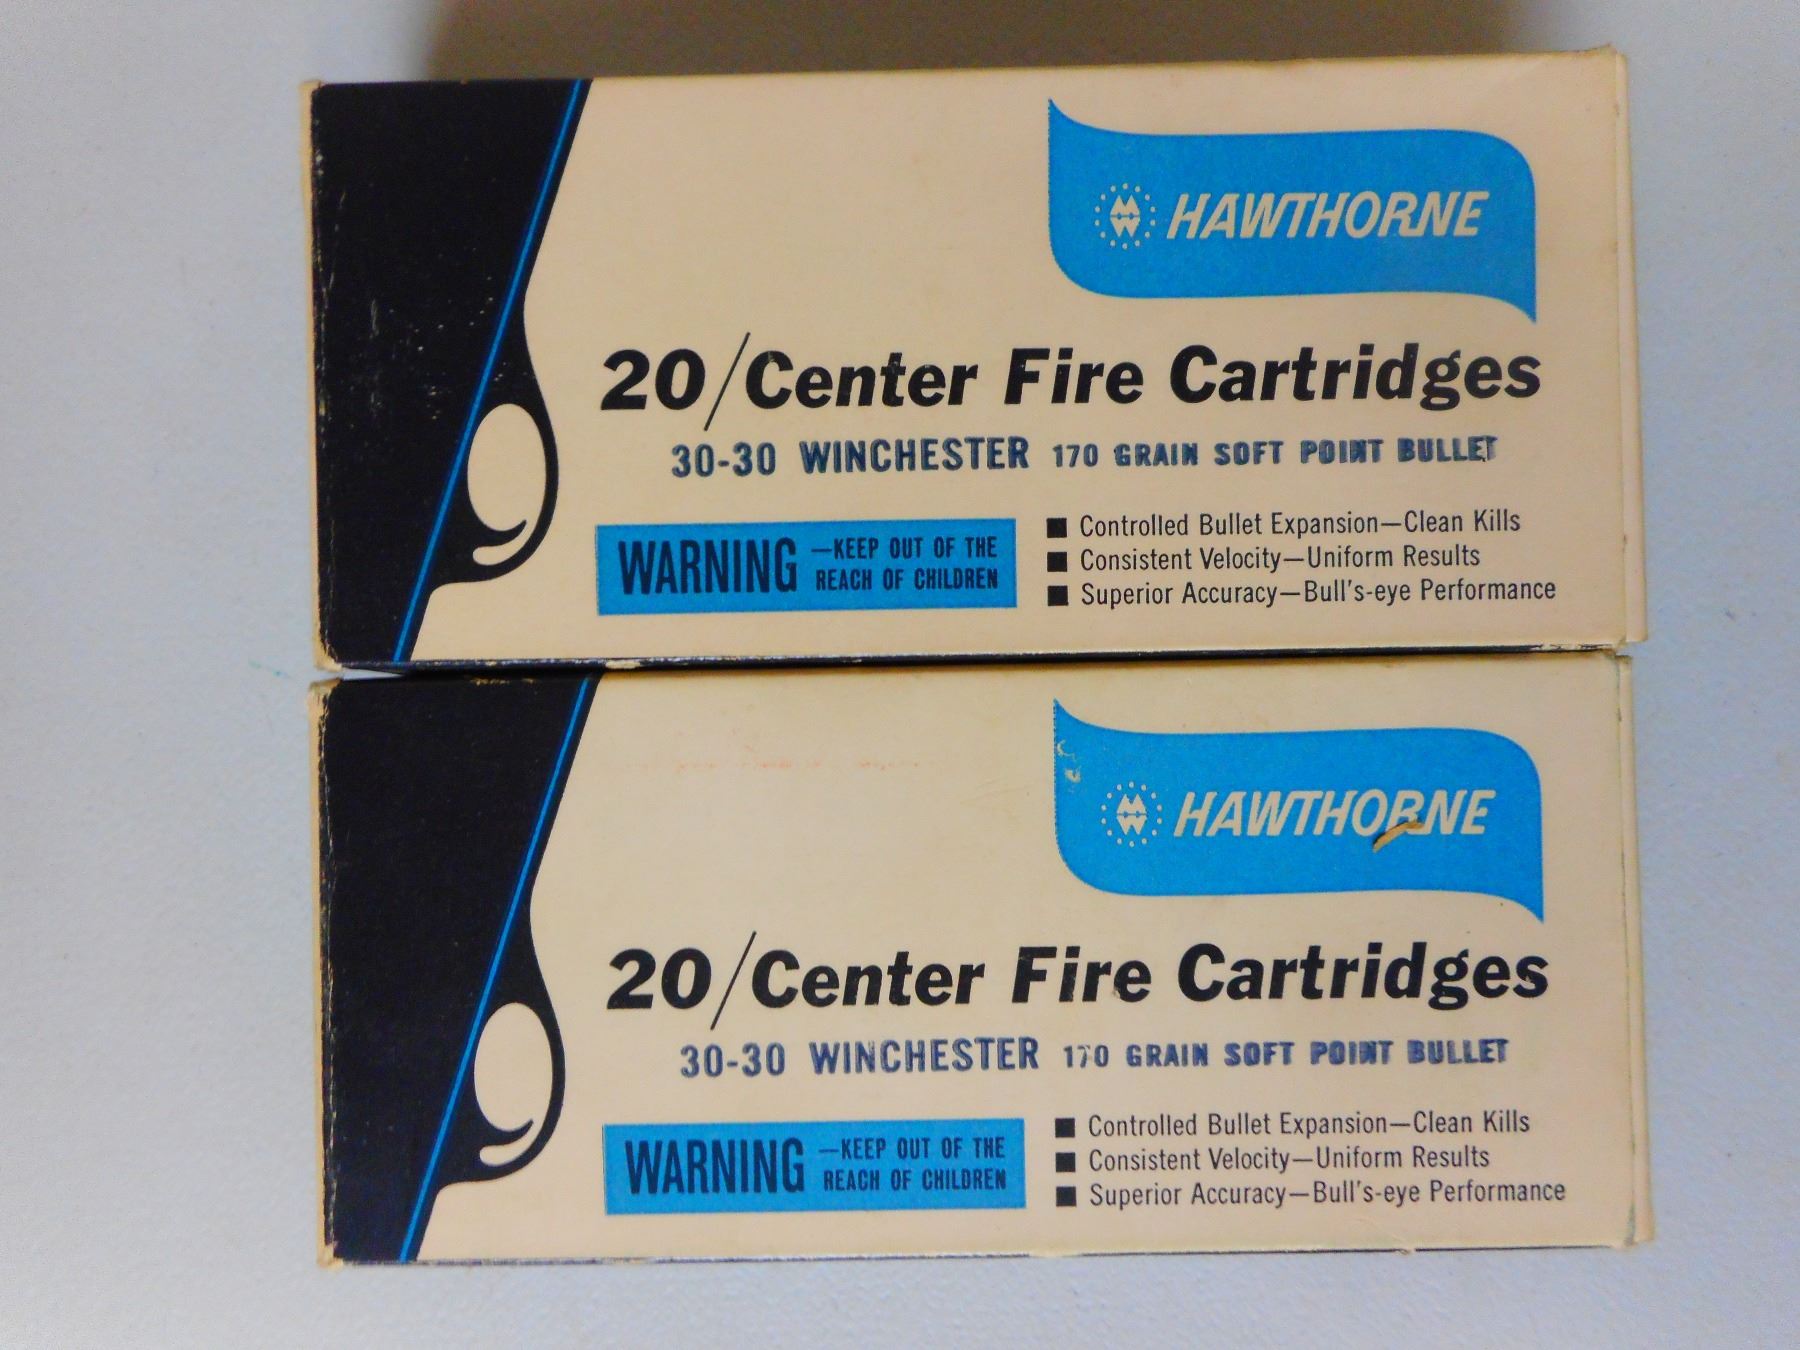 MW HAWTHORNE
20/Center Fire Cartridges
30-30 WINCHESTER 170 GRAIN SOFT POINT BULLET
WARNING —KEEP OUT OF THE
REACH OF CHILDREN
■ Controlled Bullet Expansion—Clean Kills
■ Consistent Velocity—Uniform Results
■ Superior Accuracy—Bull's-eye Performance
MW HAWTHORNE
20/Center Fire Cartridges
30-30 WINCHESTER 170 GRAIN SOFT POINT BULLET
WARNING —KEEP OUT OF THE
REACH OF CHILDREN
■ Controlled Bullet Expansion—Clean Kills
■ Consistent Velocity—Uniform Results
■ Superior Accuracy—Bull's-eye Performance